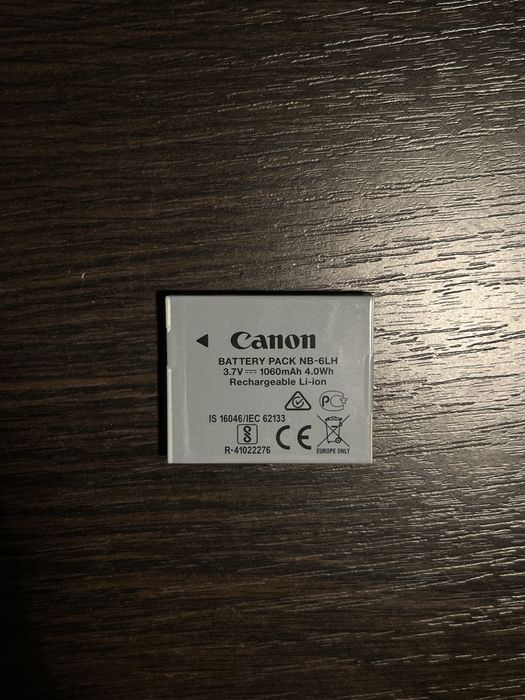 Canon
BATTERY PACK NB-6LH
3.7V 1060mAh 4.0Wh
Rechargeable Li-ion
IS 16046/IEC 62133
R-41022276
CE
EUROPE ONLY